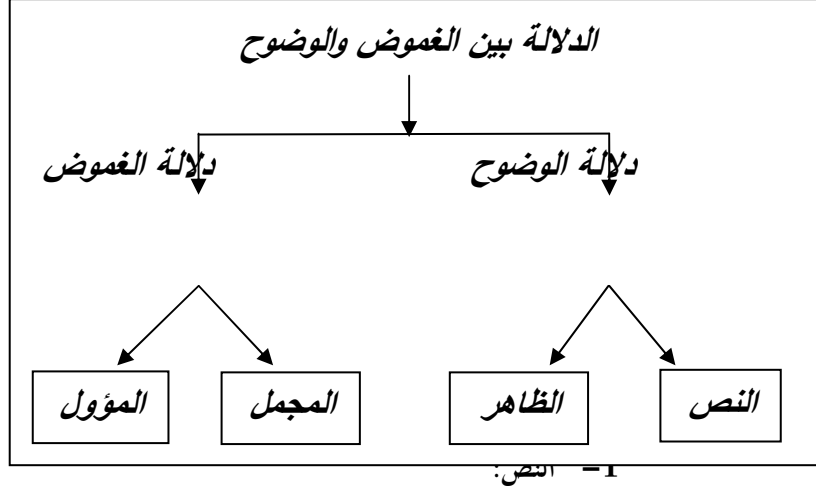 الدلالة بين الغموض والوضوح
دلالة الوضوح
دلالة الغموض
النص
الظاهر
المجمل
المؤول
1– النص: